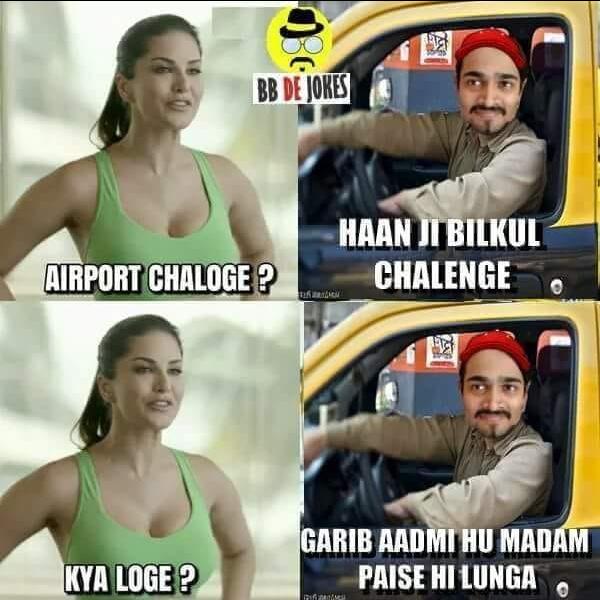 BB DE JOKES
AIRPORT CHALOGE ?
HAAN JI BILKUL
CHALENGE
KYA LOGE ?
GARIB AADMI HU MADAM
PAISE HI LUNGA